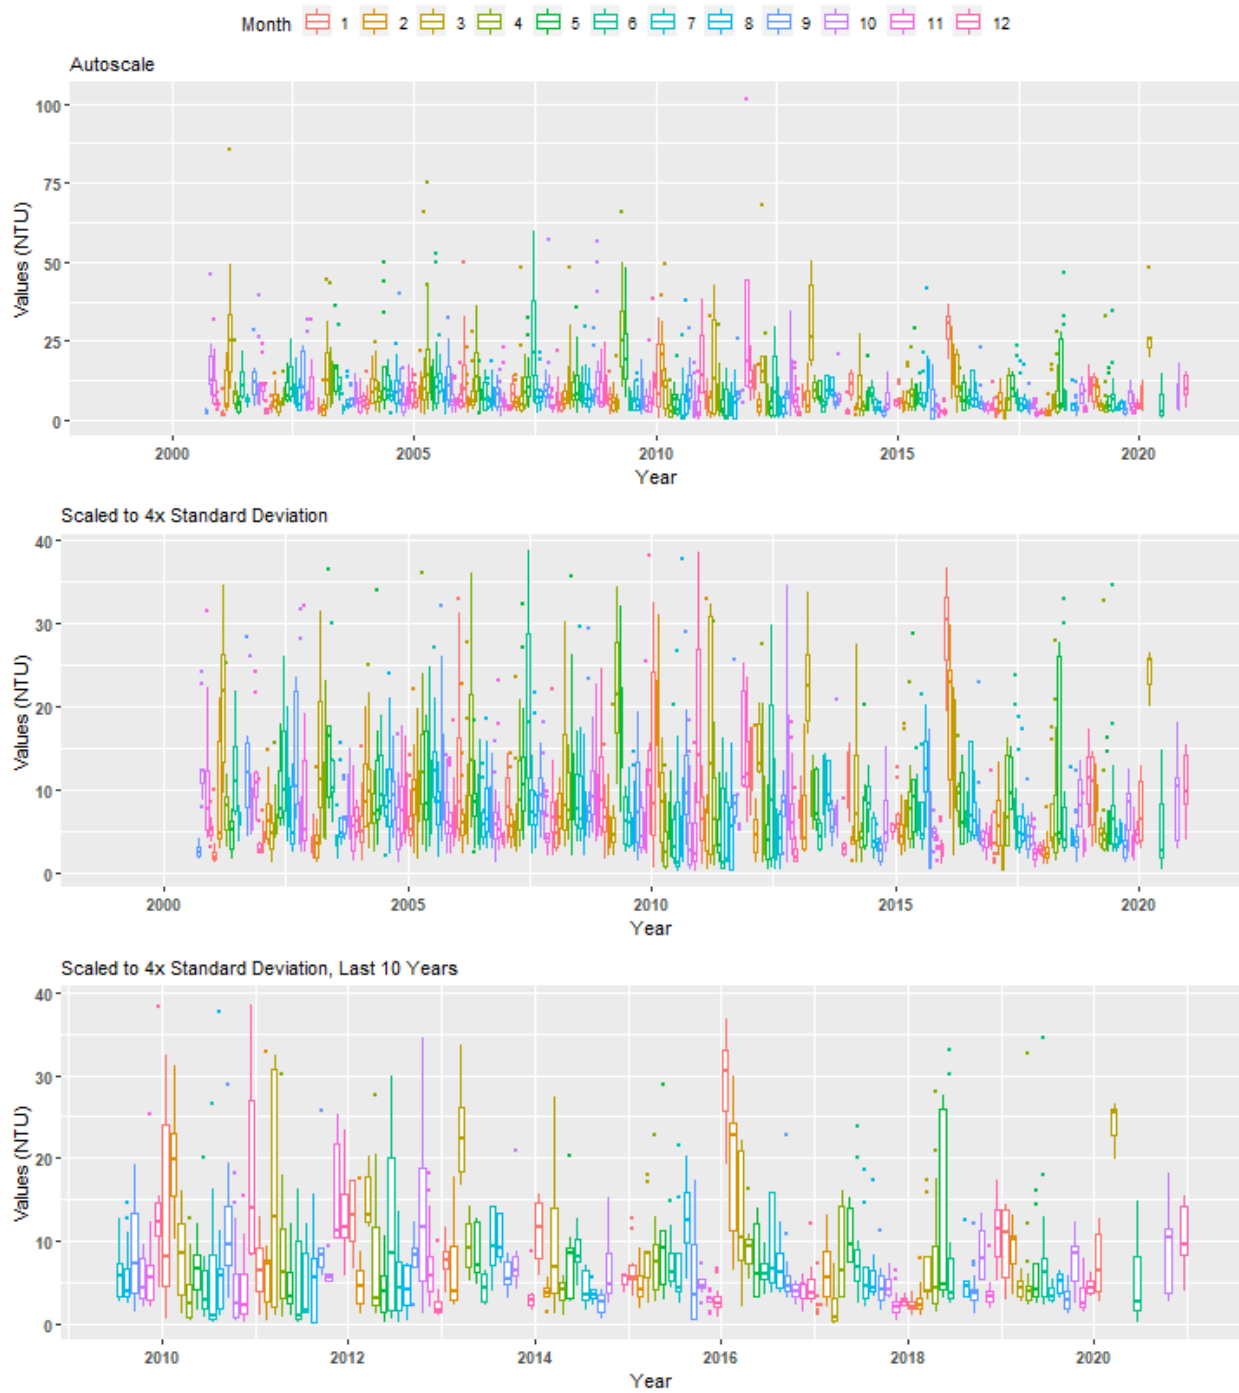 Month 1 2 3 4 5 6 7 8 9 10 11 12
Autoscale
100
75
50
25
0
Values (NTU)
2000 2005 2010 2015 2020
Year
Scaled to 4x Standard Deviation
40
30
20
10
0
Values (NTU)
2000 2005 2010 2015 2020
Year
Scaled to 4x Standard Deviation, Last 10 Years
40
30
20
10
0
Values (NTU)
2010 2012 2014 2016 2018 2020
Year